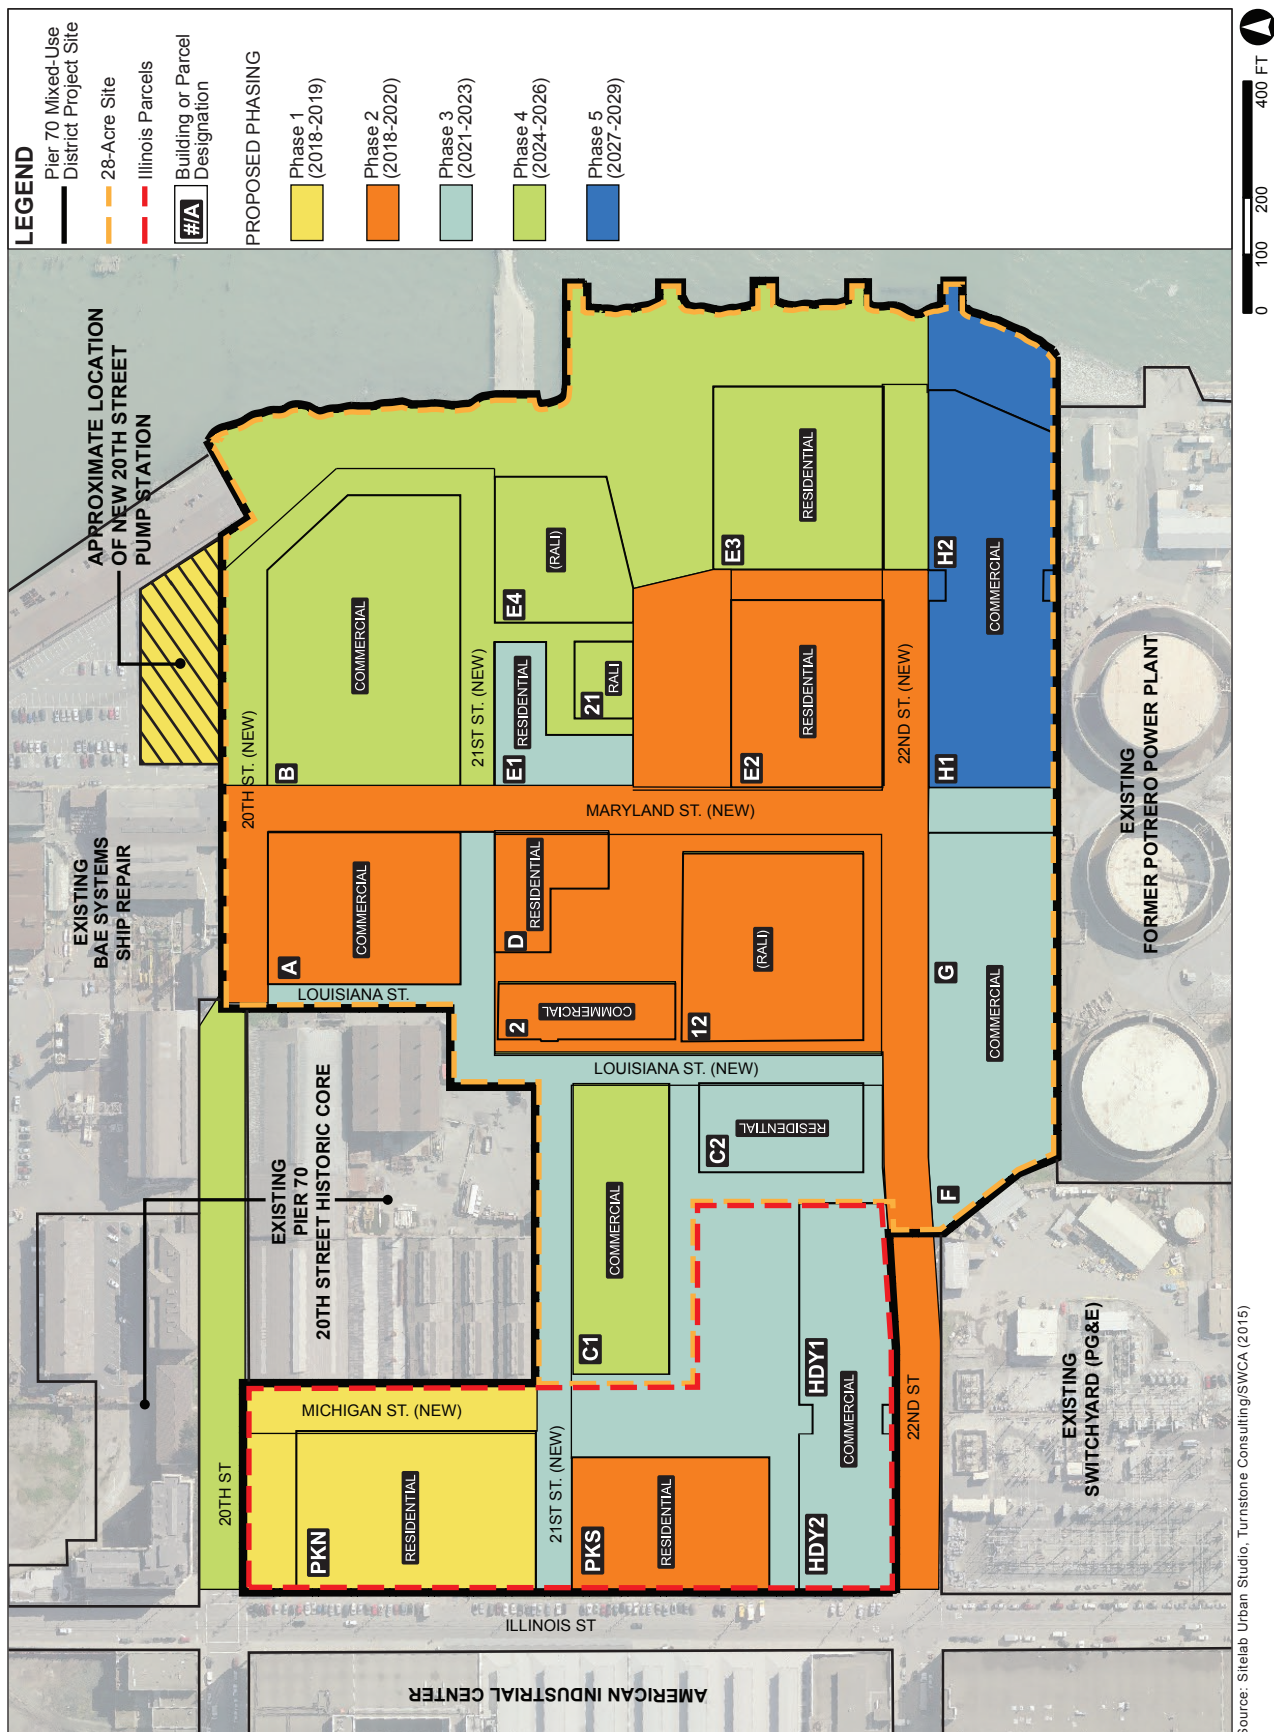 LEGEND
Pier 70 Mixed-Use
District Project Site
28-Acre Site
Illinois Parcels
#/A
Building or Parcel
Designation
PROPOSED PHASING
Phase 1
(2018-2019)
Phase 2
(2018-2020)
Phase 3
(2021-2023)
Phase 4
(2024-2026)
Phase 5
(2027-2029)
0
100
200
400 FT
APPROXIMATE LOCATION
OF NEW 20TH STREET
PUMP STATION
EXISTING
BAE SYSTEMS
SHIP REPAIR
EXISTING
PIER 70
20TH STREET HISTORIC CORE
20TH ST
20TH ST. (NEW)
B
COMMERCIAL
A
COMMERCIAL
LOUISIANA ST.
21ST ST. (NEW)
E4
(RALI)
E1
RESIDENTIAL
21
RALI
E3
RESIDENTIAL
E2
RESIDENTIAL
MARYLAND ST. (NEW)
D
RESIDENTIAL
2
COMMERCIAL
12
(RALI)
LOUISIANA ST. (NEW)
22ND ST. (NEW)
H2
COMMERCIAL
H1
G
COMMERCIAL
F
C1
COMMERCIAL
C2
RESIDENTIAL
MICHIGAN ST. (NEW)
PKN
RESIDENTIAL
21ST ST. (NEW)
PKS
RESIDENTIAL
HDY1
COMMERCIAL
HDY2
22ND ST
ILLINOIS ST
AMERICAN INDUSTRIAL CENTER
EXISTING
FORMER POTRERO POWER PLANT
EXISTING
SWITCHYARD (PG&E)
Source: Sitelab Urban Studio, Turnstone Consulting/SWCA (2015)